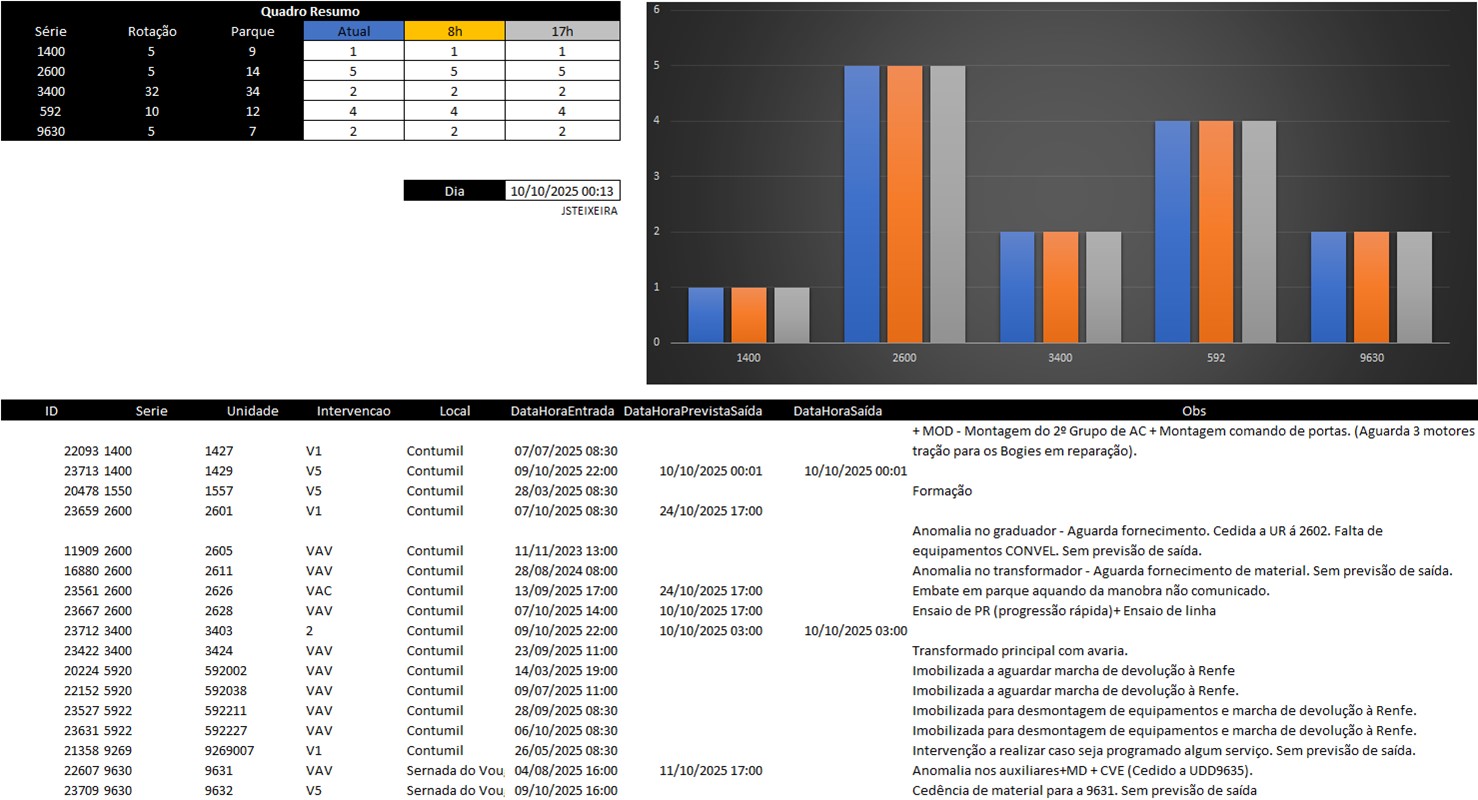 Quadro Resumo
Série Rotação Parque Atual 8h 17h
1400 5 9 1 1 1
2600 5 14 5 5 5
3400 32 34 2 2 2
592 10 12 4 4 4
9630 5 7 2 2 2
Dia 10/10/2025 00:13
JSTEIXEIRA
6
5
4
3
2
1
0
1400 2600 3400 592 9630
ID Serie Unidade Intervencao Local DataHoraEntrada DataHoraPrevistaSaída DataHoraSaída Obs
+ MOD - Montagem do 2º Grupo de AC + Montagem comando de portas. (Aguarda 3 motores
22093 1400 1427 V1 Contumil 07/07/2025 08:30 tração para os Bogies em reparação).
23713 1400 1429 V5 Contumil 09/10/2025 22:00 10/10/2025 00:01 10/10/2025 00:01
20478 1550 1557 V5 Contumil 28/03/2025 08:30 Formação
23659 2600 2601 V1 Contumil 07/10/2025 08:30 24/10/2025 17:00
Anomalia no graduador - Aguarda fornecimento. Cedida a UR á 2602. Falta de
11909 2600 2605 VAV Contumil 11/11/2023 13:00 equipamentos CONVEL. Sem previsão de saída.
16880 2600 2611 VAV Contumil 28/08/2024 08:00 Anomalia no transformador - Aguarda fornecimento de material. Sem previsão de saída.
23561 2600 2626 VAC Contumil 13/09/2025 17:00 24/10/2025 17:00 Embate em parque aquando da manobra não comunicado.
23667 2600 2628 VAV Contumil 07/10/2025 14:00 10/10/2025 17:00 Ensaio de PR (progressão rápida)+ Ensaio de linha
23712 3400 3403 2 Contumil 09/10/2025 22:00 10/10/2025 03:00 10/10/2025 03:00
23422 3400 3424 VAV Contumil 23/09/2025 11:00 Transformado principal com avaria.
20224 5920 592002 VAV Contumil 14/03/2025 19:00 Imobilizada a aguardar marcha de devolução à Renfe
22152 5920 592038 VAV Contumil 09/07/2025 11:00 Imobilizada a aguardar marcha de devolução à Renfe.
23527 5922 592211 VAV Contumil 28/09/2025 08:30 Imobilizada para desmontagem de equipamentos e marcha de devolução à Renfe.
23631 5922 592227 VAV Contumil 06/10/2025 08:30 Imobilizada para desmontagem de equipamentos e marcha de devolução à Renfe.
21358 9269 9269007 V1 Contumil 26/05/2025 08:30 Intervenção a realizar caso seja programado algum serviço. Sem previsão de saída.
22607 9630 9631 VAV Sernada do Vou 04/08/2025 16:00 11/10/2025 17:00 Anomalia nos auxiliares+MD + CVE (Cedido a UDD9635).
23709 9630 9632 V5 Sernada do Vou 09/10/2025 16:00 Cedência de material para a 9631. Sem previsão de saída